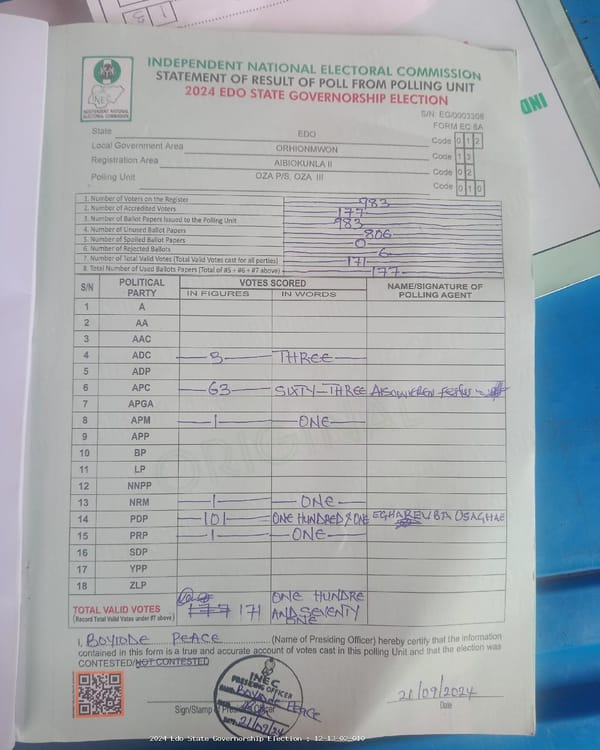 INDEPENDENT NATIONAL ELECTORAL COMMISSION
STATEMENT OF RESULT OF POLL FROM POLLING UNIT
2024 EDO STATE GOVERNORSHIP ELECTION
INEC
INDEPENDENT NATIONAL ELECTORAL COMMISSION
S/N: EG/0003308
FORM EC 8A
State EDO Code 0 1 2
Local Government Area ORHIONMWON Code 1 3
Registration Area AIBIOKUNLA II Code 0 2
Polling Unit OZA P/S, OZA III Code 0 1 0
1. Number of Voters on the Register 983
2. Number of Accredited Voters 177
3. Number of Ballot Papers Issued to the Polling Unit 983
4. Number of Unused Ballot Papers 806
5. Number of Spoiled Ballot Papers 0
6. Number of Rejected Ballots 6
7. Number of Total Valid Votes (Total Valid Votes cast for all parties) 171
8. Total Number of Used Ballots Papers (Total of #5 + #6 + #7 above) 177
S/N POLITICAL PARTY VOTES SCORED NAME/SIGNATURE OF POLLING AGENT
IN FIGURES IN WORDS
1 A
2 AA
3 AAC
4 ADC 3 THREE
5 ADP
6 APC 63 SIXTY-THREE
7 APGA
8 APM 1 ONE
9 APP
10 BP
11 LP
12 NNPP
13 NRM 1 ONE
14 PDP 101 ONE HUNDRED & ONE EGHAREUBA OSAGHAE
15 PRP 1 ONE
16 SDP
17 YPP
18 ZLP
TOTAL VALID VOTES 177 171 ONE HUNDRE AND SEVENTY ONE
(Record Total Valid Votes under #7 above)
I, BOYIODE PEACE (Name of Presiding Officer) hereby certify that the information
contained in this form is a true and accurate account of votes cast in this polling Unit and that the election was
CONTESTED/NOT CONTESTED
INEC
PRESIDING OFFICER
PEACE
DATE: 21/09/24
Sign/Stamp of Presiding Officer
21/09/2024
Date
2024 Edo State Governorship Election : 12-13-02-010